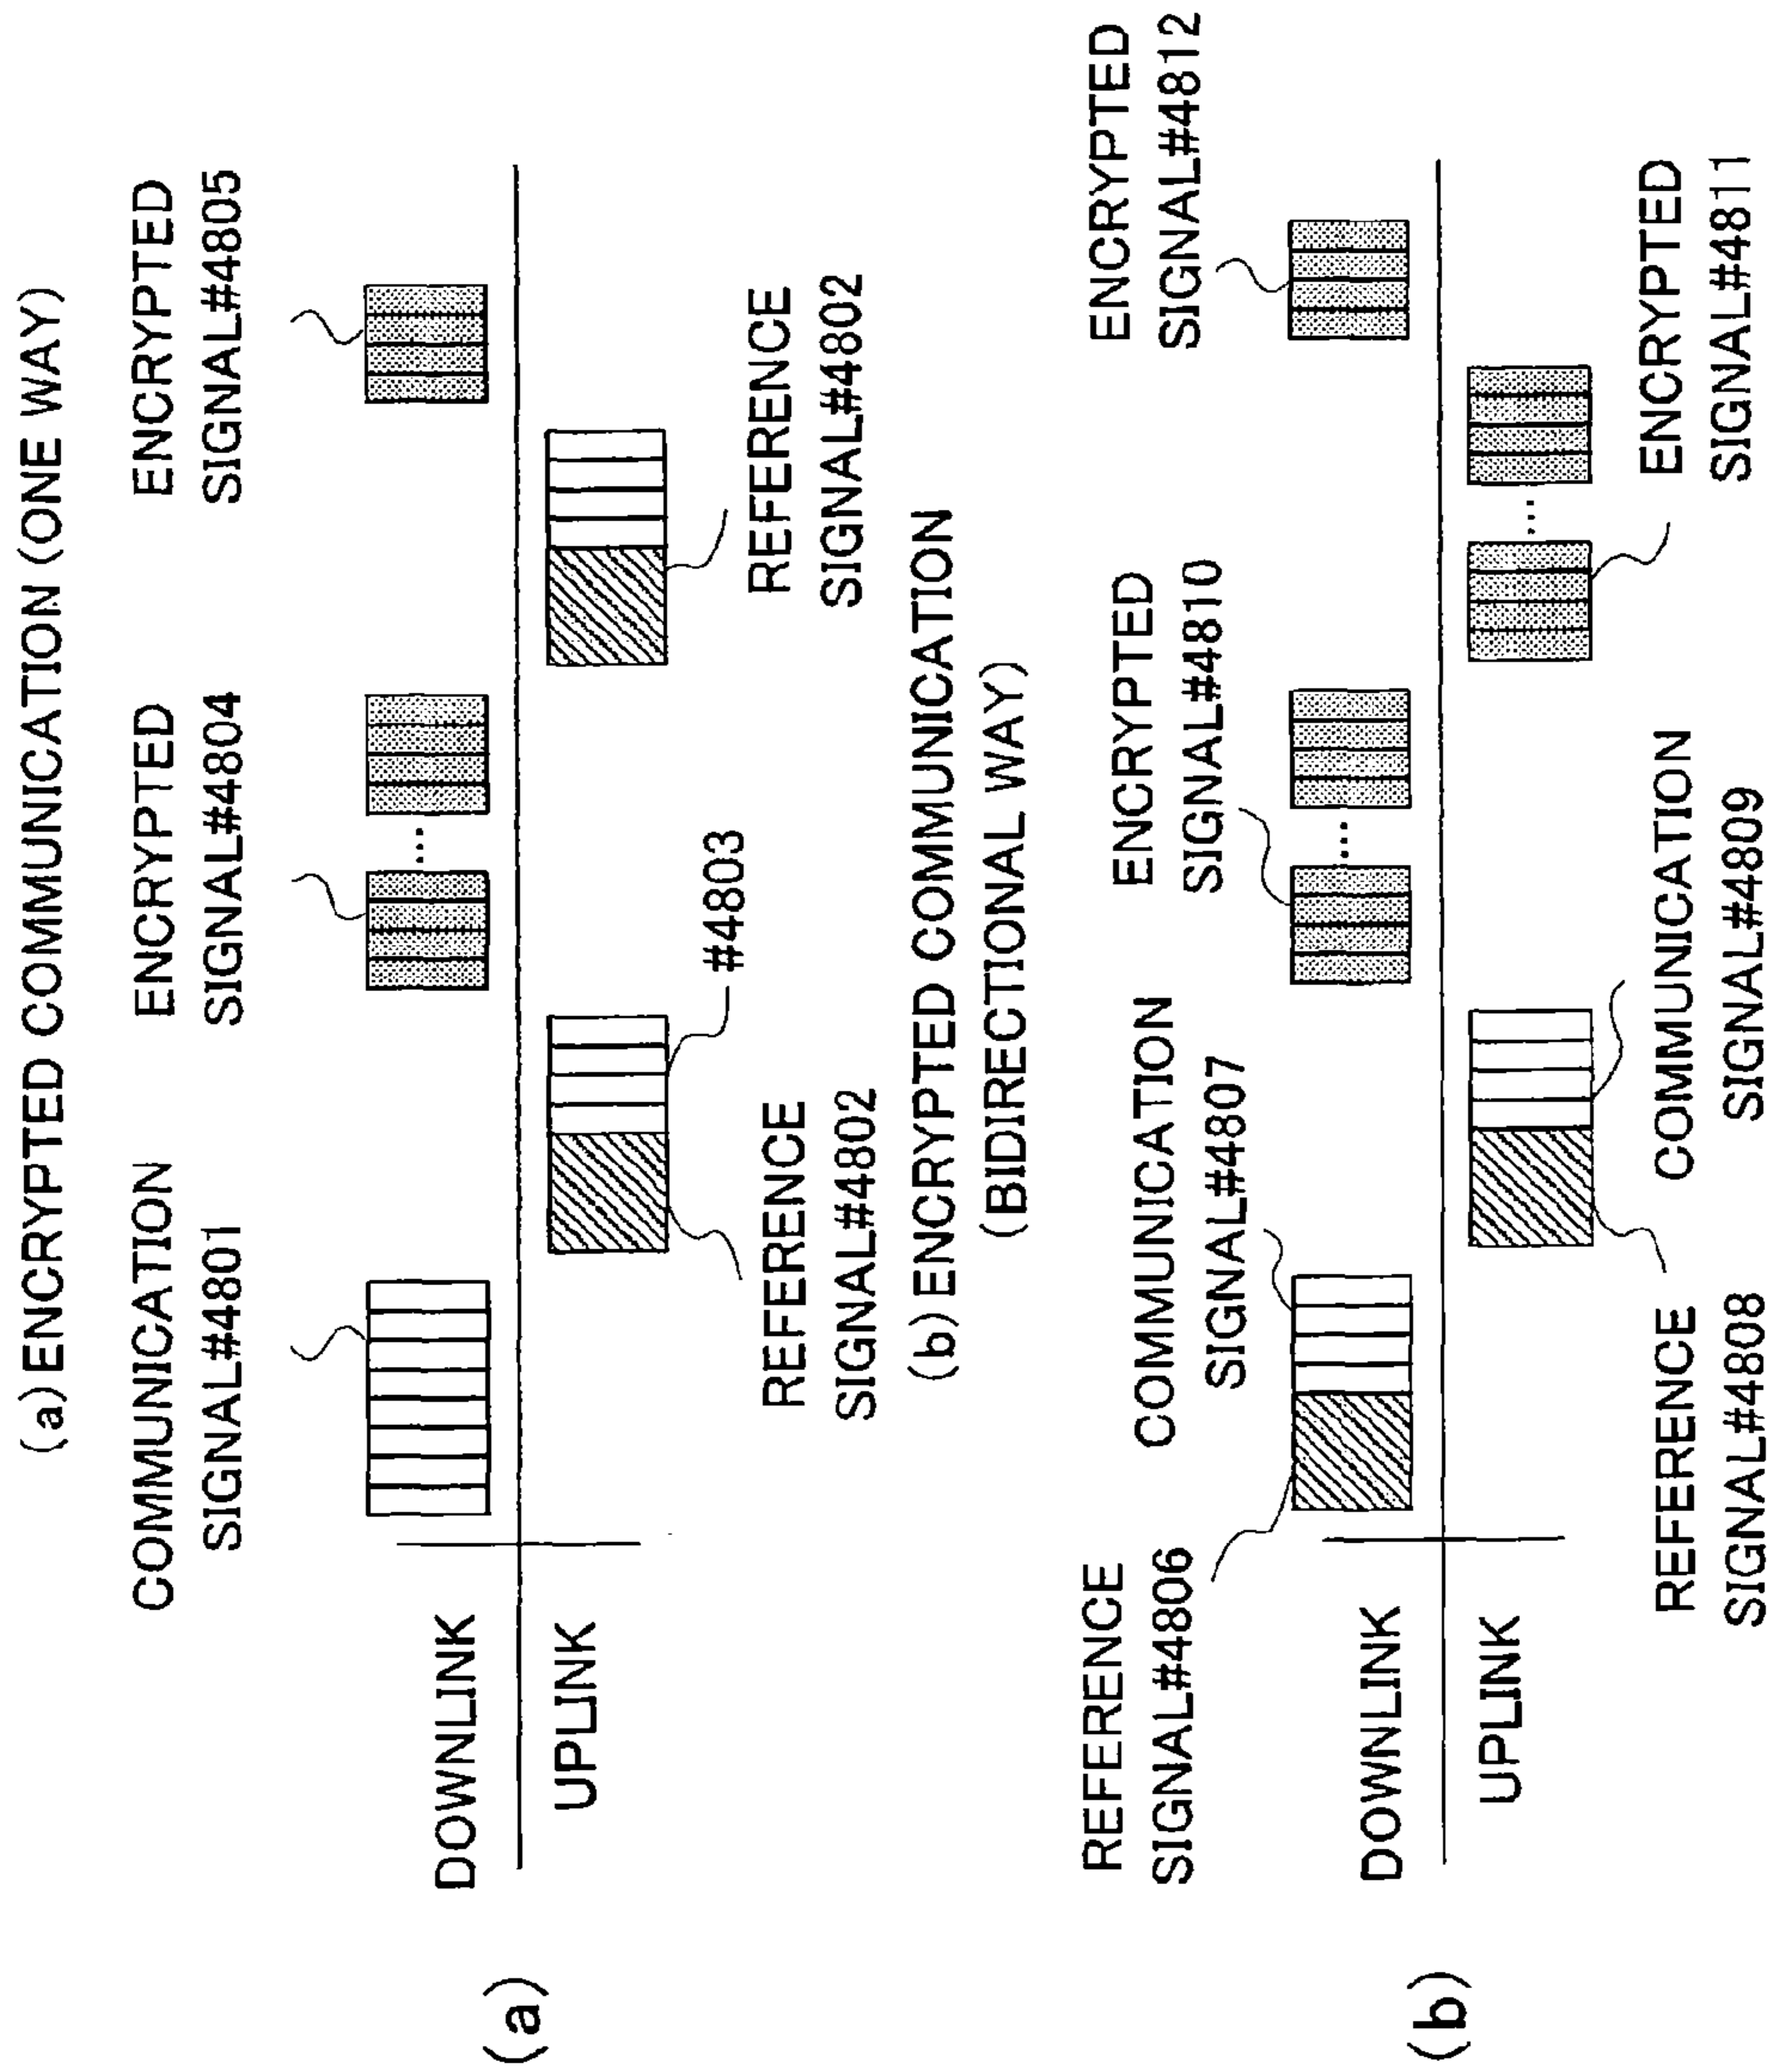 (a) ENCRYPTED COMMUNICATION (ONE WAY)
COMMUNICATION
SIGNAL#4801
ENCRYPTED
SIGNAL#4804
ENCRYPTED
SIGNAL#4805
(a)
DOWNLINK
UPLINK
...
REFERENCE
SIGNAL#4802
#4803
REFERENCE
SIGNAL#4802
(b) ENCRYPTED COMMUNICATION
(BIDIRECTIONAL WAY)
REFERENCE
SIGNAL#4806
COMMUNICATION
SIGNAL#4807
ENCRYPTED
SIGNAL#4810
ENCRYPTED
SIGNAL#4812
(b)
DOWNLINK
UPLINK
...
...
REFERENCE
SIGNAL#4808
COMMUNICATION
SIGNAL#4809
ENCRYPTED
SIGNAL#4811